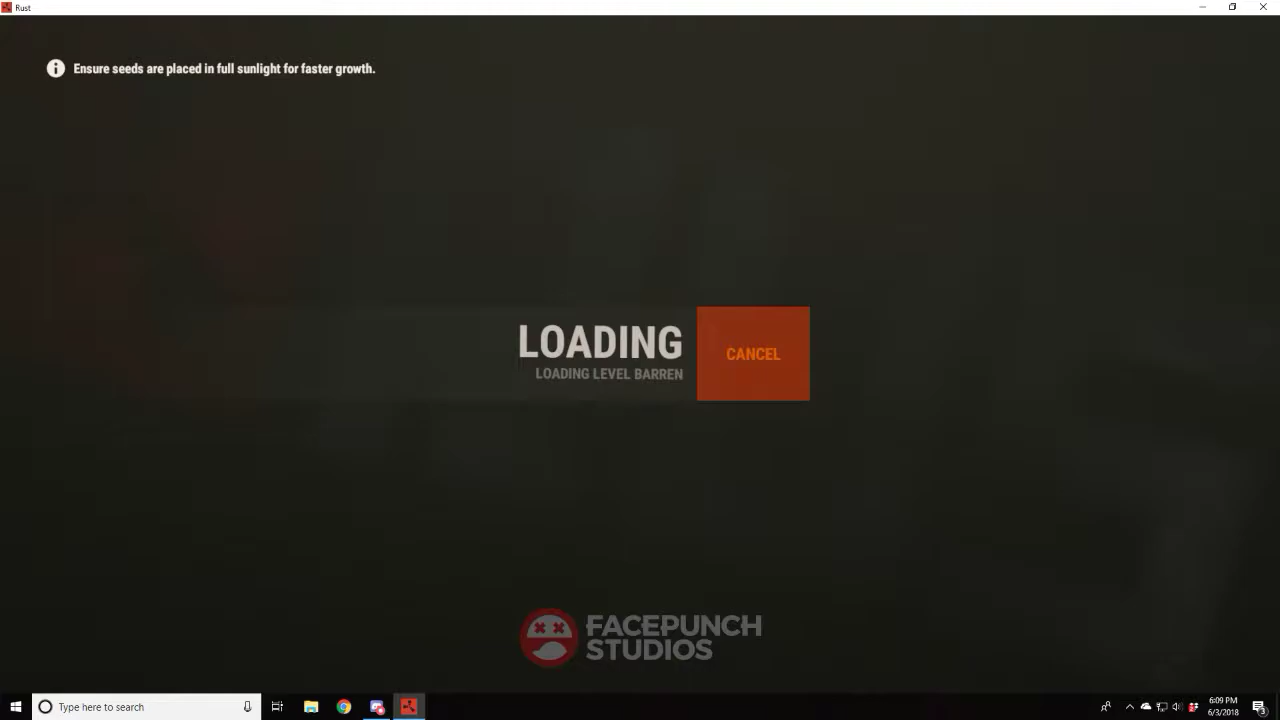 Rust
Ensure seeds are placed in full sunlight for faster growth.
LOADING
LOADING LEVEL BARREN
CANCEL
FACEPUNCH
STUDIOS
Type here to search
6:09 PM
6/3/2018